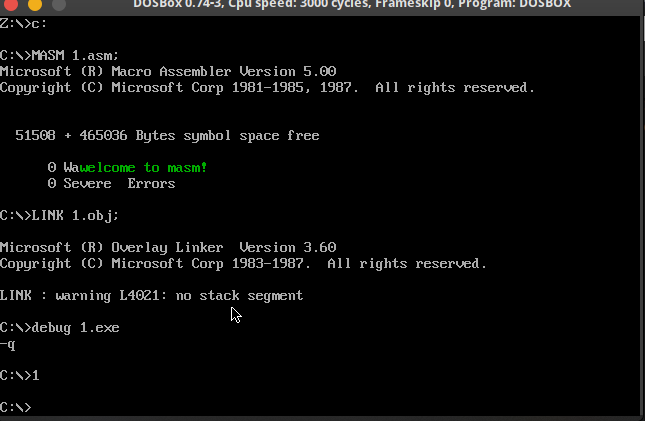 DOSBox 0.74-3, Cpu speed: 3000 cycles, Frameskip 0, Program: DOSBOX
Z:\>c:
C:\>MASM 1.asm;
Microsoft (R) Macro Assembler Version 5.00
Copyright (C) Microsoft Corp 1981-1985, 1987.  All rights reserved.
51508 + 465036 Bytes symbol space free
0 Wawelcome to masm!
0 Severe  Errors
C:\>LINK 1.obj;
Microsoft (R) Overlay Linker  Version 3.60
Copyright (C) Microsoft Corp 1983-1987.  All rights reserved.
LINK : warning L4021: no stack segment
C:\>debug 1.exe
-q
C:\>1
C:\>